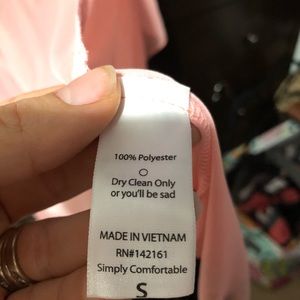 100% Polyester
Dry Clean Only
or you'll be sad
MADE IN VIETNAM
RN#142161
Simply Comfortable
S